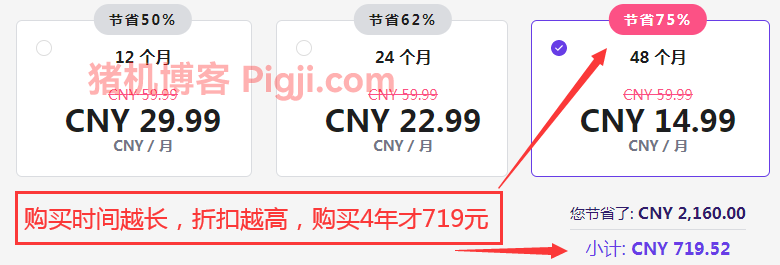 节省50%
节省62%
节省75%
12 个月
24 个月
48 个月
猪机博客 Pigji.com
CNY 59.99
CNY 59.99
CNY 59.99
CNY 29.99
CNY 22.99
CNY 14.99
CNY / 月
CNY / 月
CNY / 月
购买时间越长，折扣越高，购买4年才719元
您节省了: CNY 2,160.00
小计: CNY 719.52